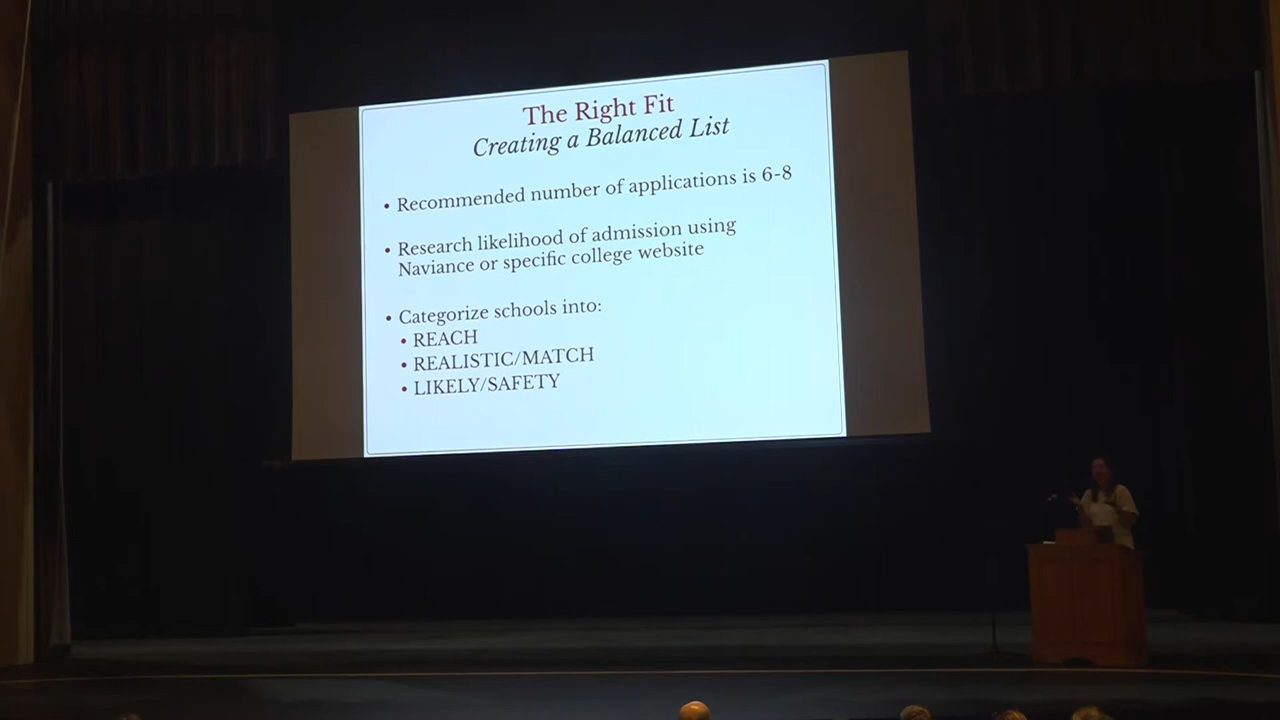 The Right Fit
Creating a Balanced List
• Recommended number of applications is 6-8
• Research likelihood of admission using
Naviance or specific college website
• Categorize schools into:
• REACH
• REALISTIC/MATCH
• LIKELY/SAFETY